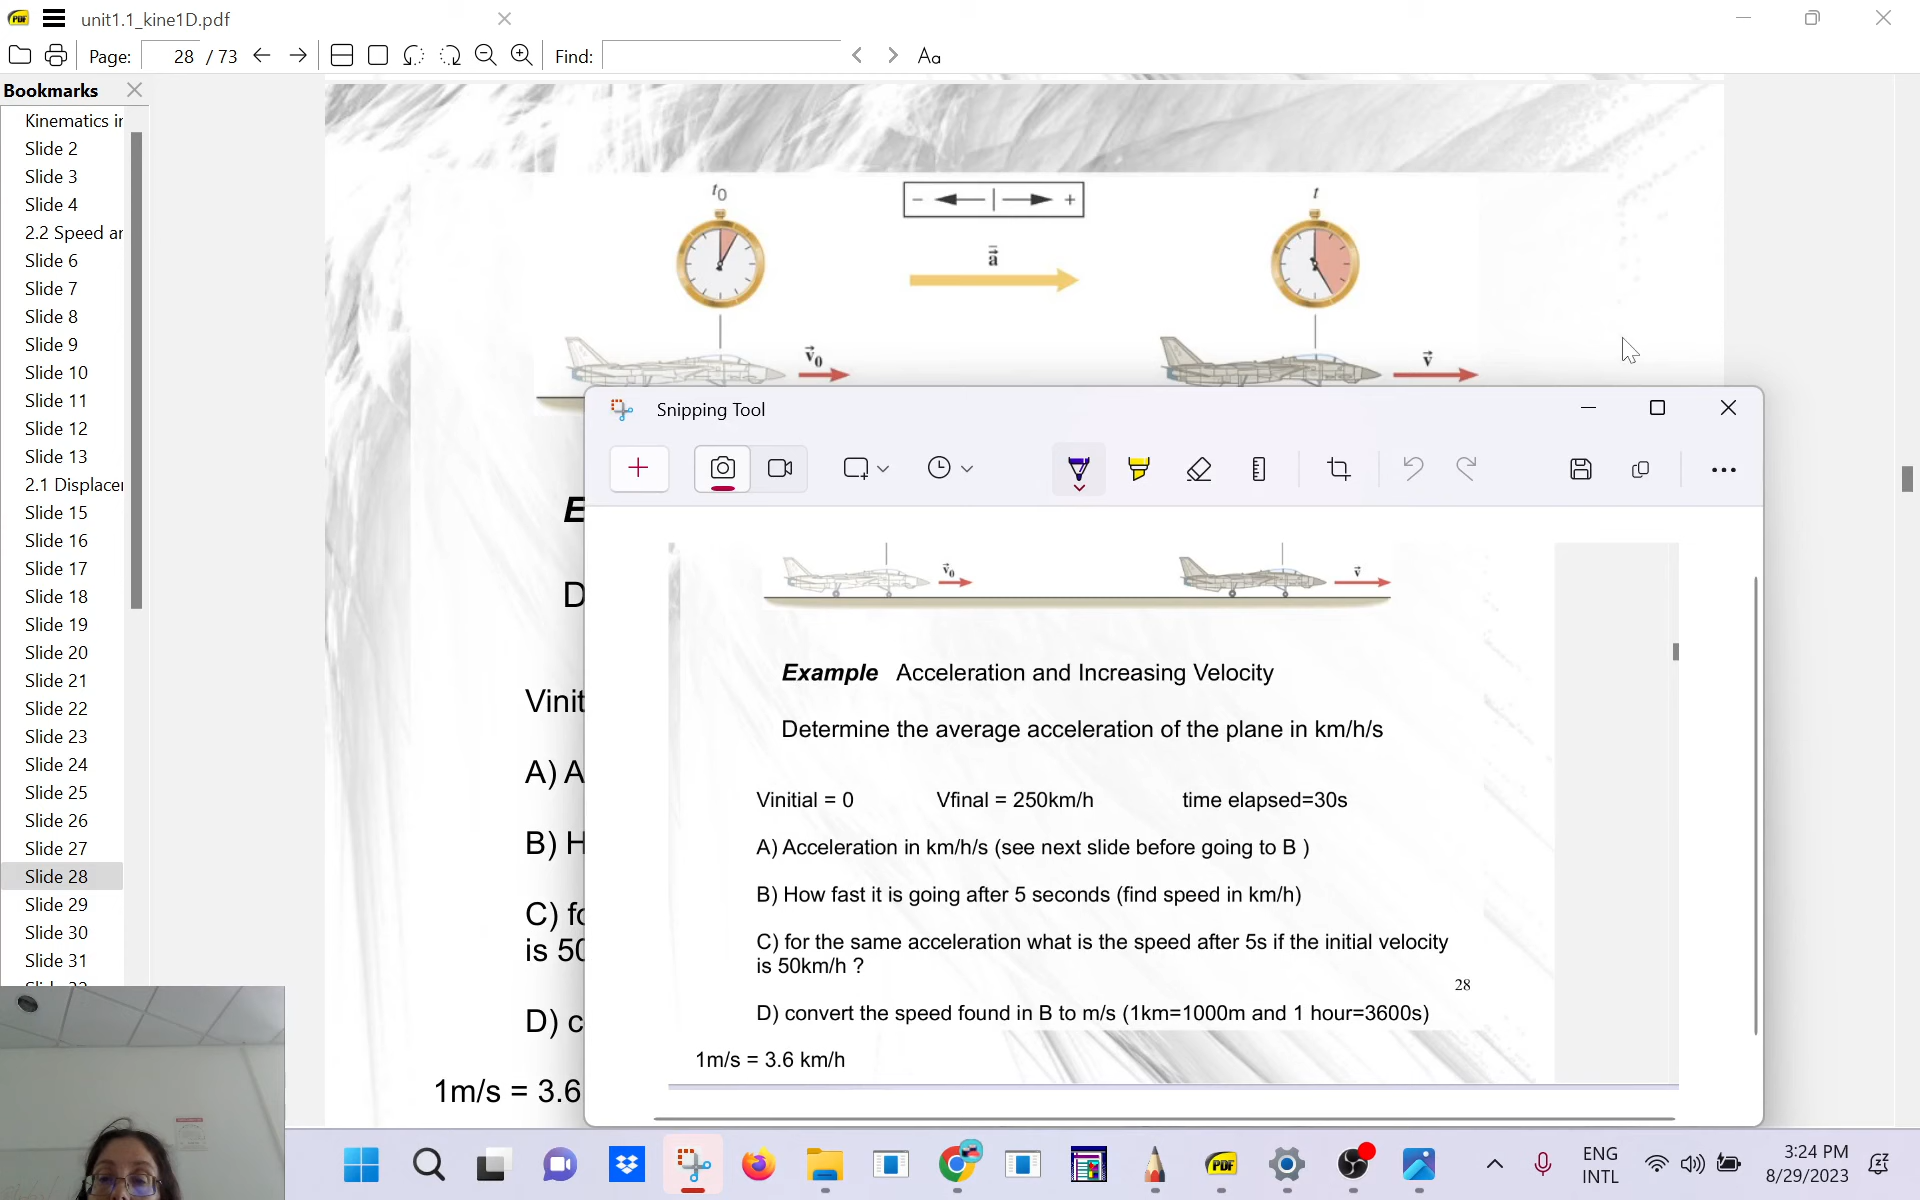 unit1.1_kine1D.pdf
Page: 28 / 73
Find:
Aa
Bookmarks
Kinematics ir
Slide 2
Slide 3
Slide 4
2.2 Speed ar
Slide 6
Slide 7
Slide 8
Slide 9
Slide 10
Slide 11
Slide 12
Slide 13
2.1 Displacer
Slide 15
Slide 16
Slide 17
Slide 18
Slide 19
Slide 20
Slide 21
Slide 22
Slide 23
Slide 24
Slide 25
Slide 26
Slide 27
Slide 28
Slide 29
Slide 30
Slide 31
t0
- +
t
a
v0
v
E
D
Vinit
A) A
B) H
C) fo
is 50
D) c
1m/s = 3.6
Snipping Tool
v0
v
Example Acceleration and Increasing Velocity
Determine the average acceleration of the plane in km/h/s
Vinitial = 0 Vfinal = 250km/h time elapsed=30s
A) Acceleration in km/h/s (see next slide before going to B )
B) How fast it is going after 5 seconds (find speed in km/h)
C) for the same acceleration what is the speed after 5s if the initial velocity
is 50km/h ?
28
D) convert the speed found in B to m/s (1km=1000m and 1 hour=3600s)
1m/s = 3.6 km/h
PDF
ENG
INTL
3:24 PM
8/29/2023